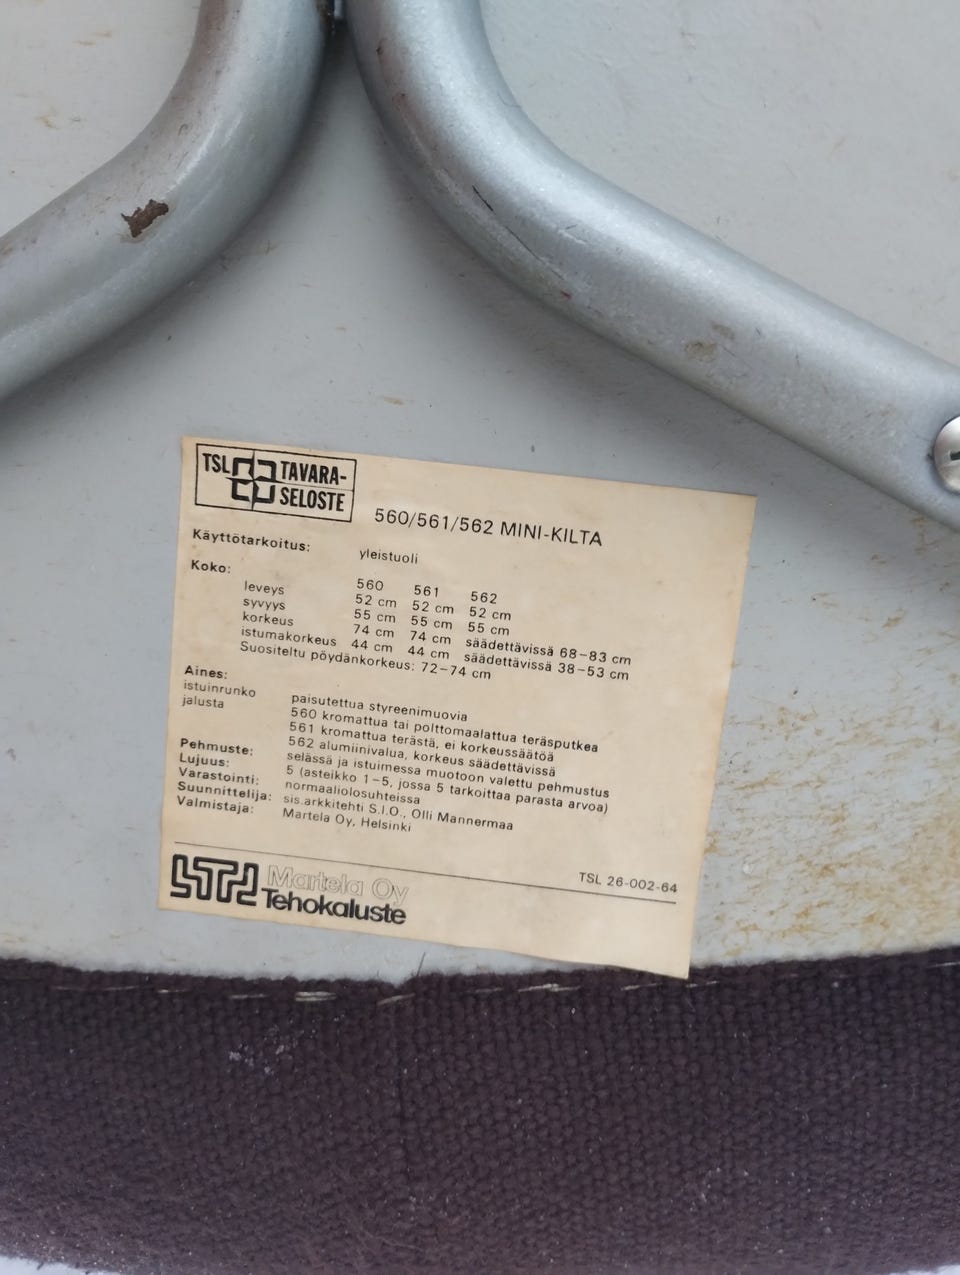 TSL TAVARA-
SELOSTE
560/561/562 MINI-KILTA
Käyttötarkoitus: yleistuoli
Koko: 560 561 562
leveys 52 cm 52 cm 52 cm
syvyys 55 cm 55 cm 55 cm
korkeus 74 cm 74 cm säädettävissä 68-83 cm
istumakorkeus 44 cm 44 cm säädettävissä 38-53 cm
Suositeltu pöydänkorkeus: 72-74 cm
Aines:
istuinrunko paisutettua styreenimuovia
jalusta 560 kromattua tai polttomaalattua teräsputkea
561 kromattua terästä, ei korkeussäätöä
562 alumiinivalua, korkeus säädettävissä
Pehmuste: selässä ja istuimessa muotoon valettu pehmustus
Lujuus: 5 (asteikko 1-5, jossa 5 tarkoittaa parasta arvoa)
Varastointi: normaaliolosuhteissa
Suunnittelija: sis.arkkitehti S.I.O., Olli Mannermaa
Valmistaja: Martela Oy, Helsinki
TSL 26-002-64
Martela Oy
Tehokaluste